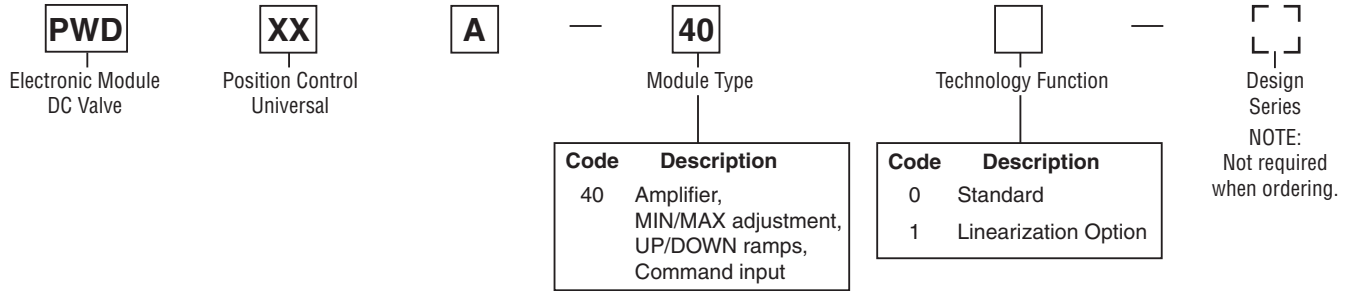 PWD XX A — 40 —
Electronic Module
DC Valve
Position Control
Universal
Module Type
Technology Function
Design
Series
NOTE:
Not required
when ordering.
Code Description
40 Amplifier,
MIN/MAX adjustment,
UP/DOWN ramps,
Command input
Code Description
0 Standard
1 Linearization Option